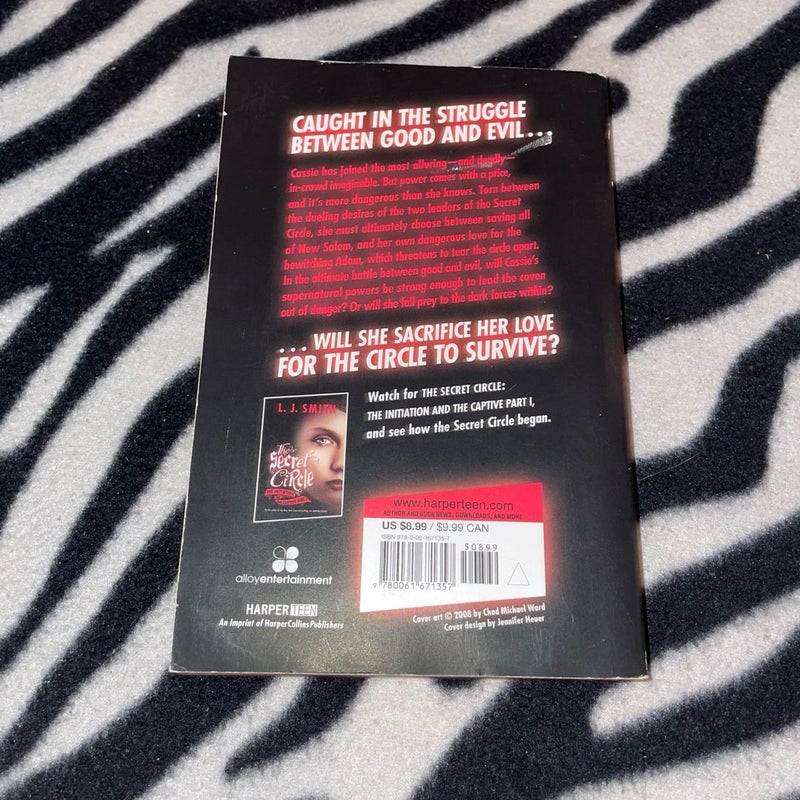 CAUGHT IN THE STRUGGLE
BETWEEN GOOD AND EVIL...
Cassie has joined the most alluring—and deadly—
in-crowd imaginable. But power comes with a price,
and it's more dangerous than she knows. Torn between
the dueling desires of the two leaders of the Secret
Circle, she must ultimately choose between saving all
of New Salem, and her own dangerous love for the
bewitching Adam, which threatens to tear the circle apart.
In the ultimate battle between good and evil, will Cassie's
supernatural powers be strong enough to lead the coven
out of danger? Or will she fall prey to the dark forces within?
...WILL SHE SACRIFICE HER LOVE
FOR THE CIRCLE TO SURVIVE?
Watch for THE SECRET CIRCLE:
THE INITIATION AND THE CAPTIVE PART I,
and see how the Secret Circle began.
L. J. SMITH
The
Secret
Circle
www.harperteen.com
AUTHOR AND BOOK NEWS, DOWNLOADS, AND MORE
US $8.99 / $9.99 CAN
ISBN 978-0-06-167135-7
50899
9 780061 671357
alloyentertainment
HARPER TEEN
An Imprint of HarperCollinsPublishers
Cover art © 2008 by Chad Michael Ward
Cover design by Jennifer Heuer